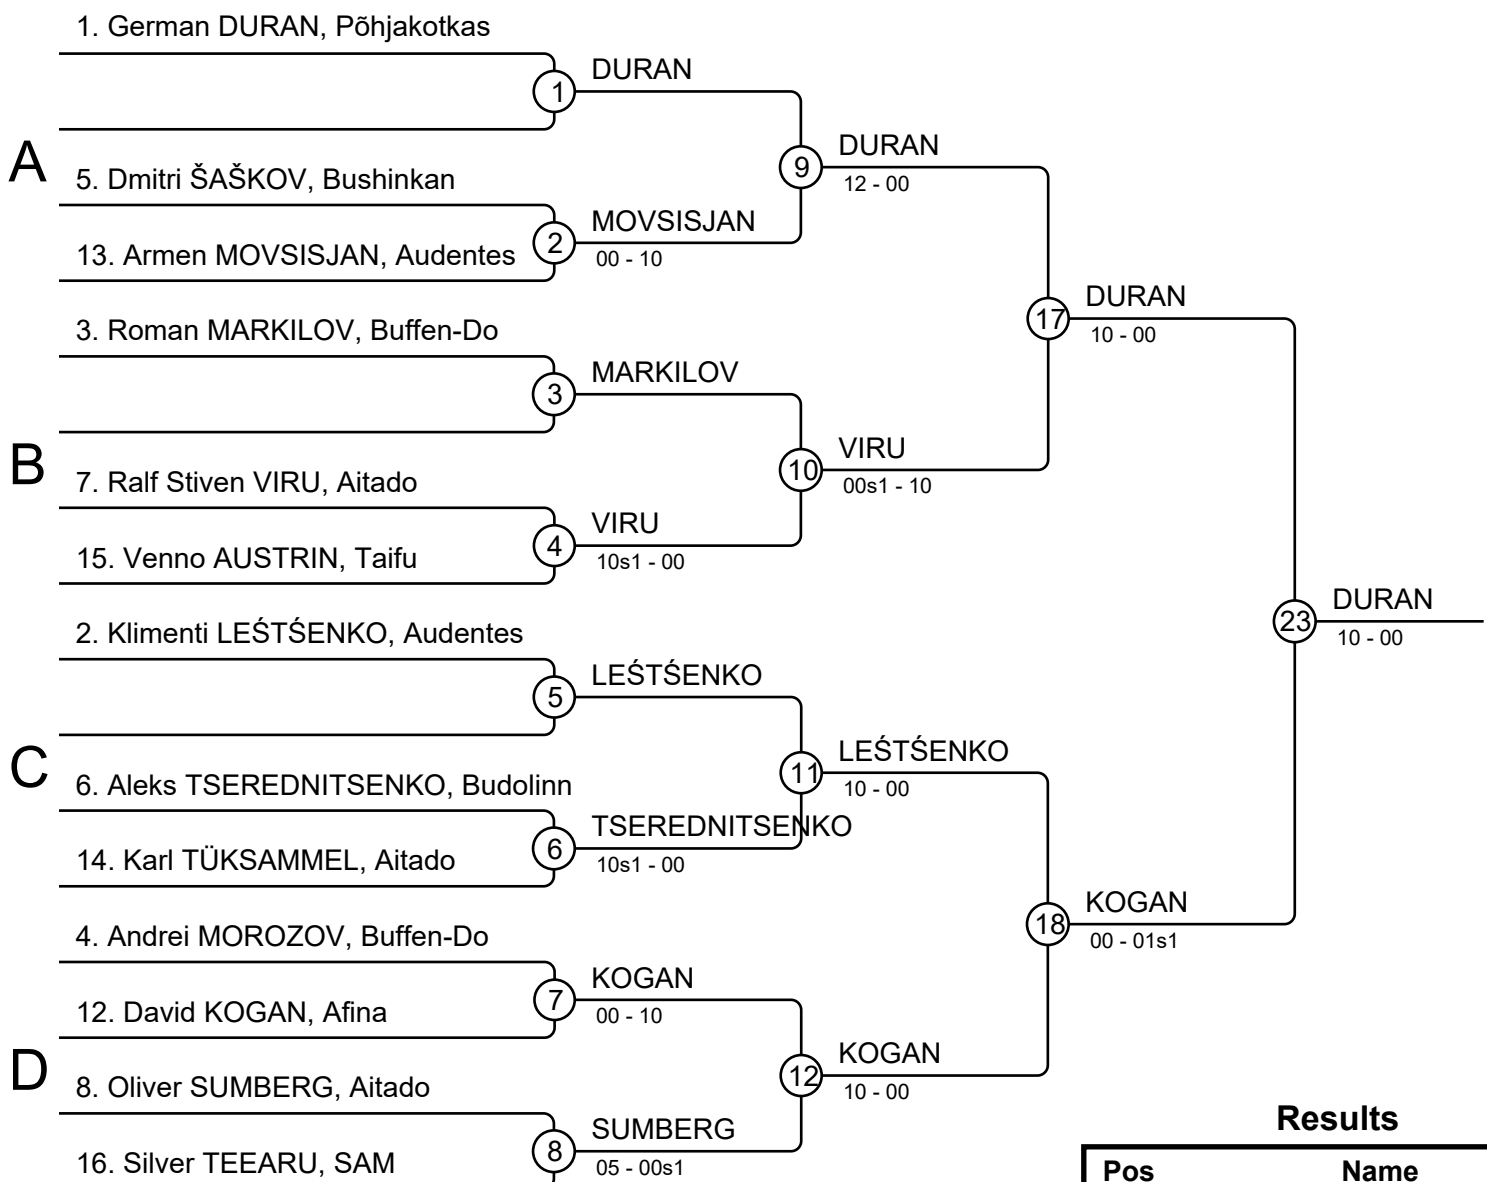 1. German DURAN, Põhjakotkas
DURAN
1
A
DURAN
9
12 - 00
5. Dmitri ŠAŠKOV, Bushinkan
MOVSISJAN
2
00 - 10
13. Armen MOVSISJAN, Audentes
DURAN
17
10 - 00
3. Roman MARKILOV, Buffen-Do
MARKILOV
3
B
VIRU
10
00s1 - 10
7. Ralf Stiven VIRU, Aitado
VIRU
4
10s1 - 00
15. Venno AUSTRIN, Taifu
DURAN
23
10 - 00
2. Klimenti LEŚTŚENKO, Audentes
LEŚTŚENKO
5
C
LEŚTŚENKO
11
10 - 00
6. Aleks TSEREDNITSENKO, Budolinn
TSEREDNITSENKO
6
10s1 - 00
14. Karl TÜKSAMMEL, Aitado
KOGAN
18
00 - 01s1
4. Andrei MOROZOV, Buffen-Do
KOGAN
7
00 - 10
12. David KOGAN, Afina
D
KOGAN
12
10 - 00
8. Oliver SUMBERG, Aitado
SUMBERG
8
05 - 00s1
16. Silver TEEARU, SAM
Results
Pos Name